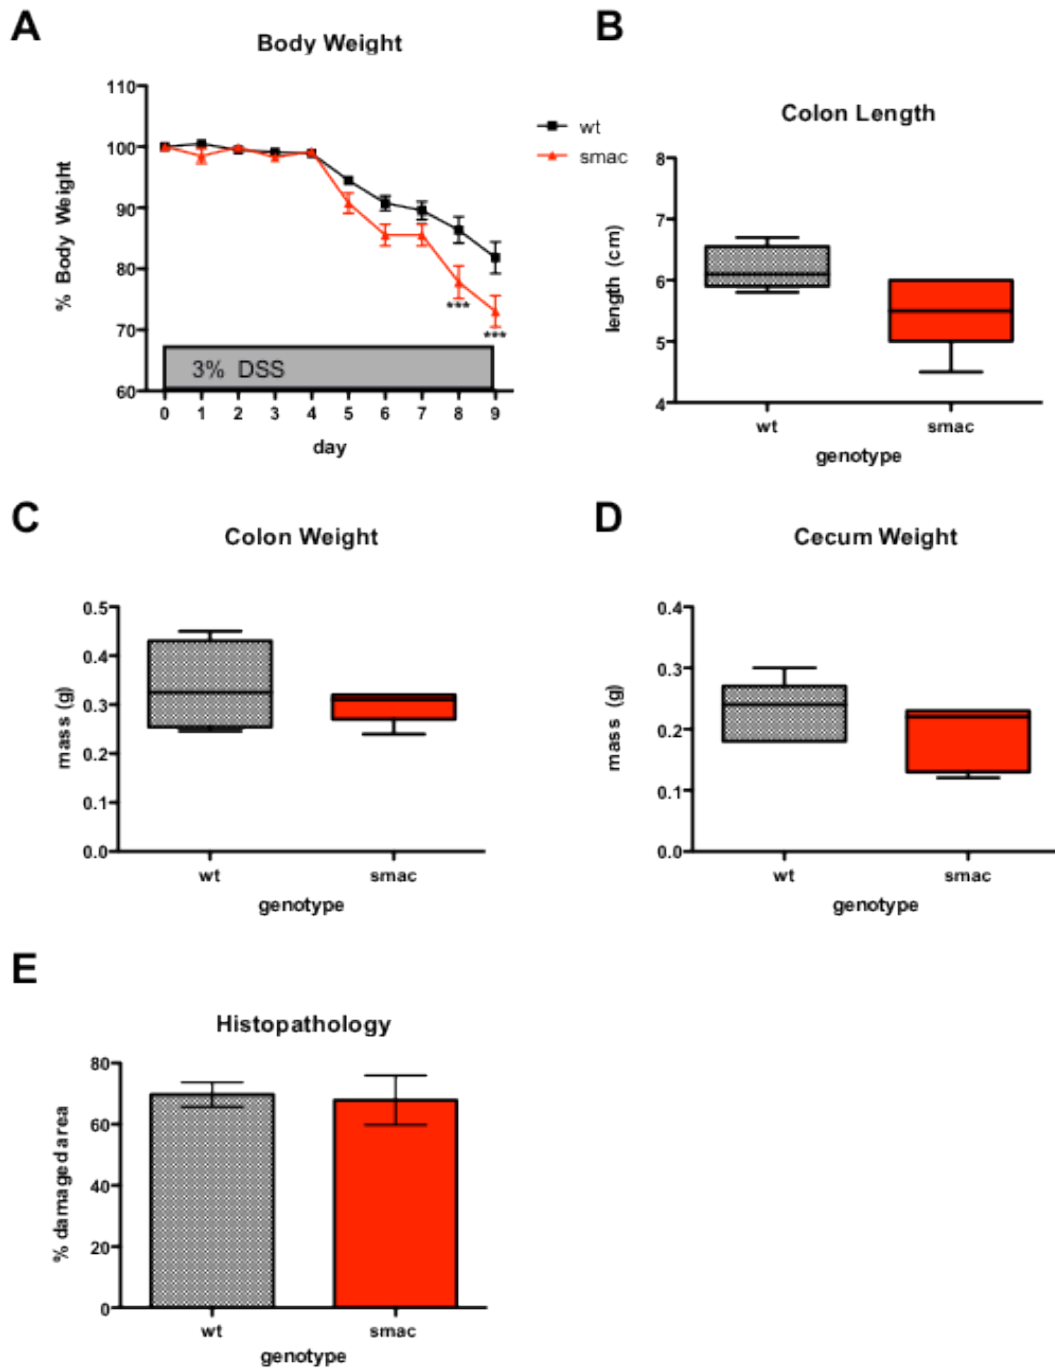 A
Body Weight
110
100
90
80
70
60
% Body Weight
3% DSS
***
***
0 1 2 3 4 5 6 7 8 9
day
wt
smac
B
Colon Length
8
7
6
5
4
length (cm)
wt smac
genotype
C
Colon Weight
0.5
0.4
0.3
0.2
0.1
0.0
mass (g)
wt smac
genotype
D
Cecum Weight
0.4
0.3
0.2
0.1
0.0
mass (g)
wt smac
genotype
E
Histopathology
80
60
40
20
0
% damaged area
wt smac
genotype